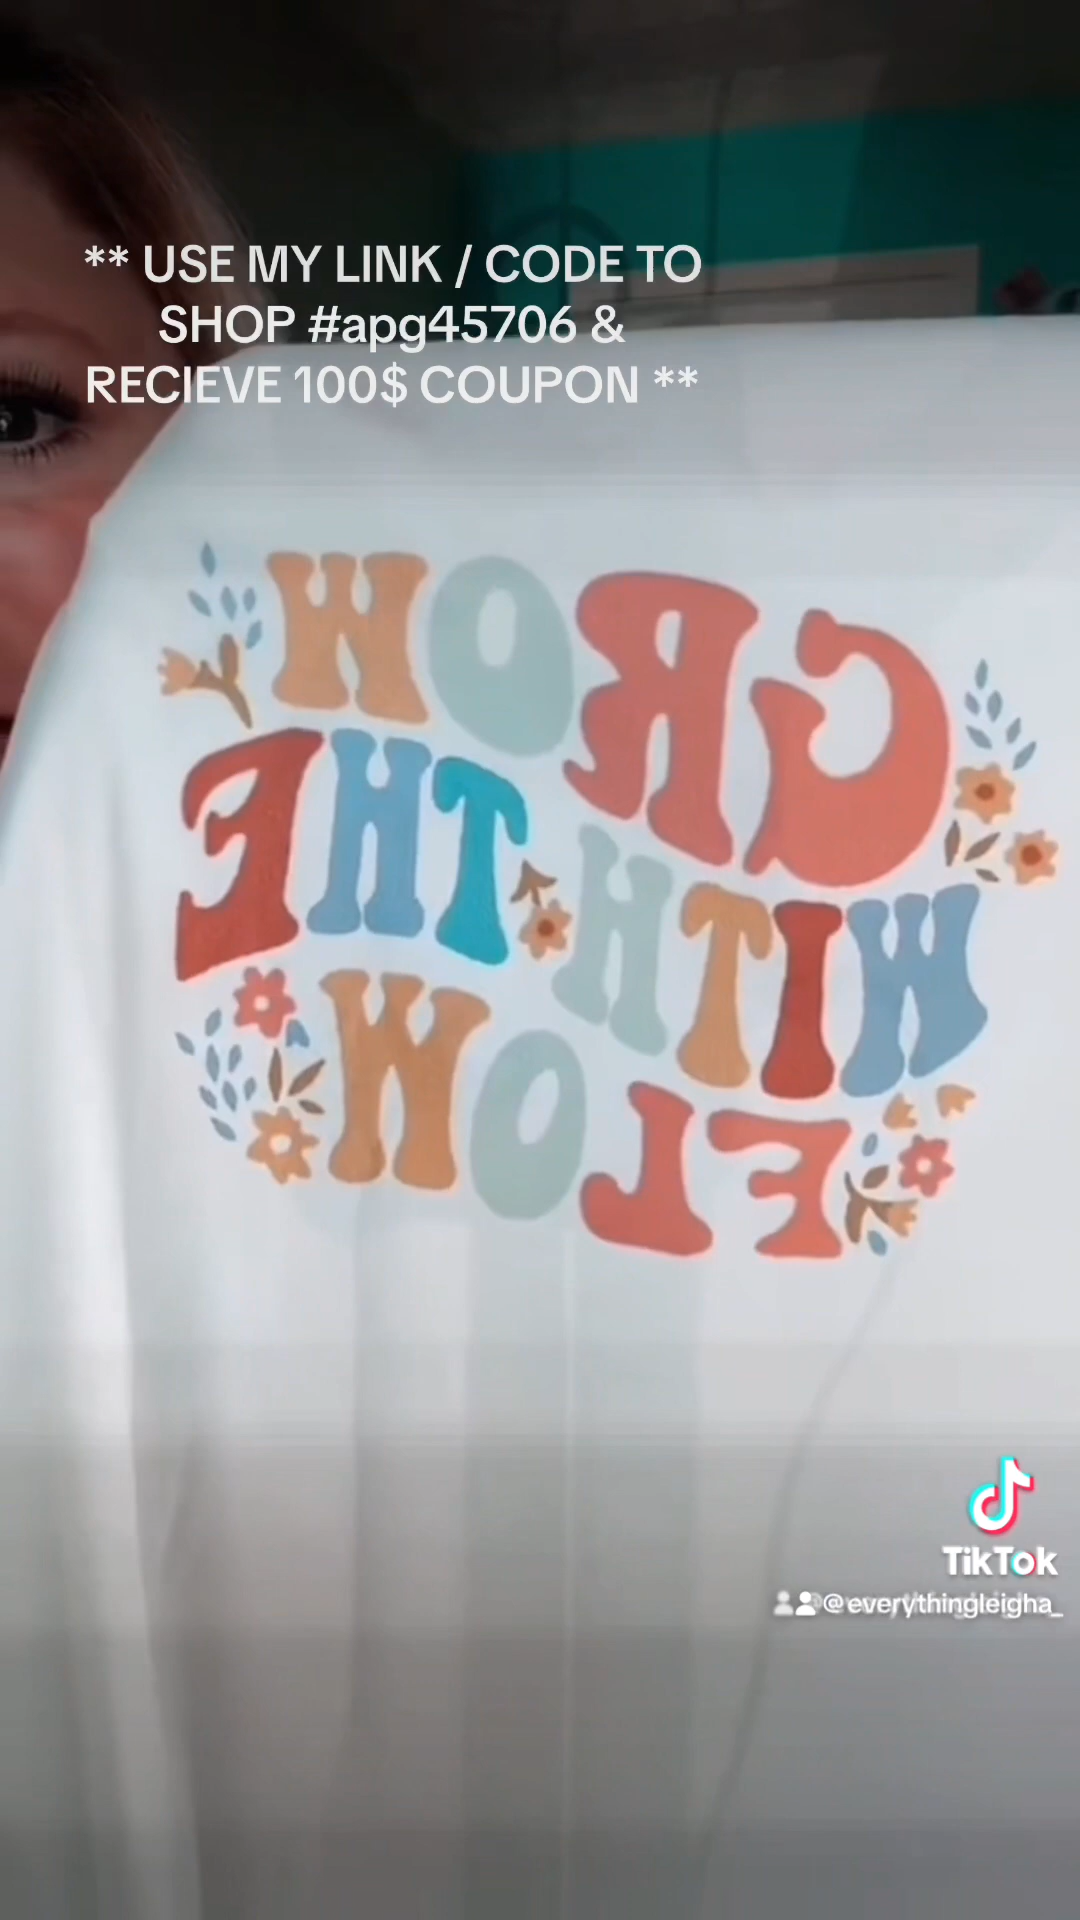 ** USE MY LINK / CODE TO
SHOP #apg45706 &
RECIEVE 100$ COUPON **
GROW
WITH THE
FLOW
TikTok
@everythingleigha_